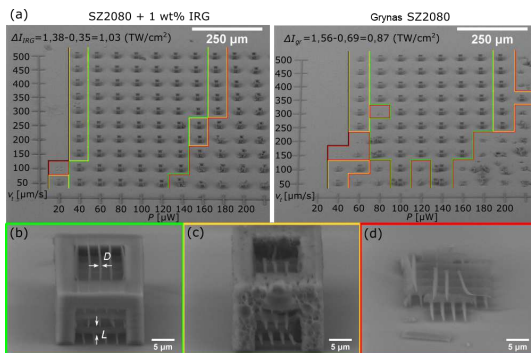 (a)
SZ2080 + 1 wt% IRG
Grynas SZ2080
ΔI_IRG=1,38-0,35=1,03 (TW/cm²)
250 µm
ΔI_gr=1,56-0,69=0,87 (TW/cm²)
250 µm
500
450
400
350
300
250
200
150
100
50
v, [µm/s]
20 40 60 80 100 120 140 160 180 200
P [µW]
500
450
400
350
300
250
200
150
100
50
v, [µm/s]
20 40 60 80 100 120 140 160 180 200
P [µW]
(b)
D
L
5 µm
(c)
5 µm
(d)
5 µm